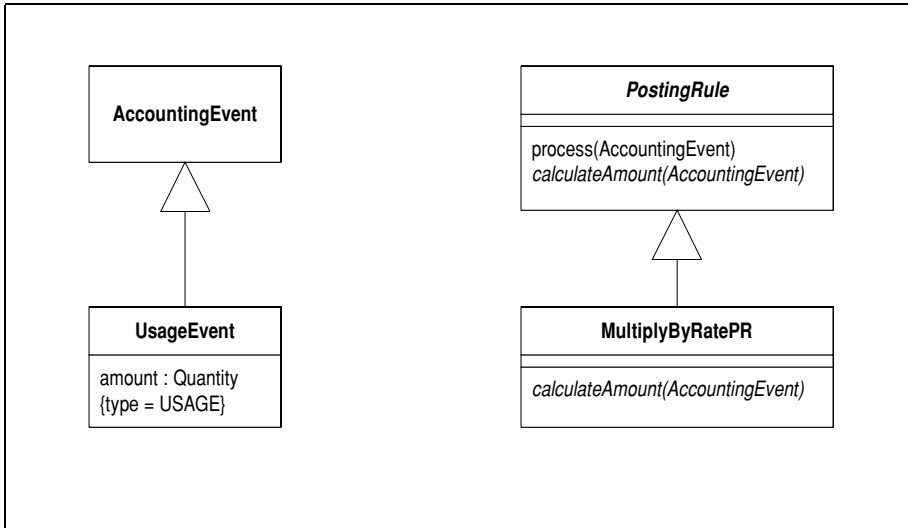 AccountingEvent
UsageEvent
amount : Quantity
{type = USAGE}
PostingRule
process(AccountingEvent)
calculateAmount(AccountingEvent)
MultiplyByRatePR
calculateAmount(AccountingEvent)